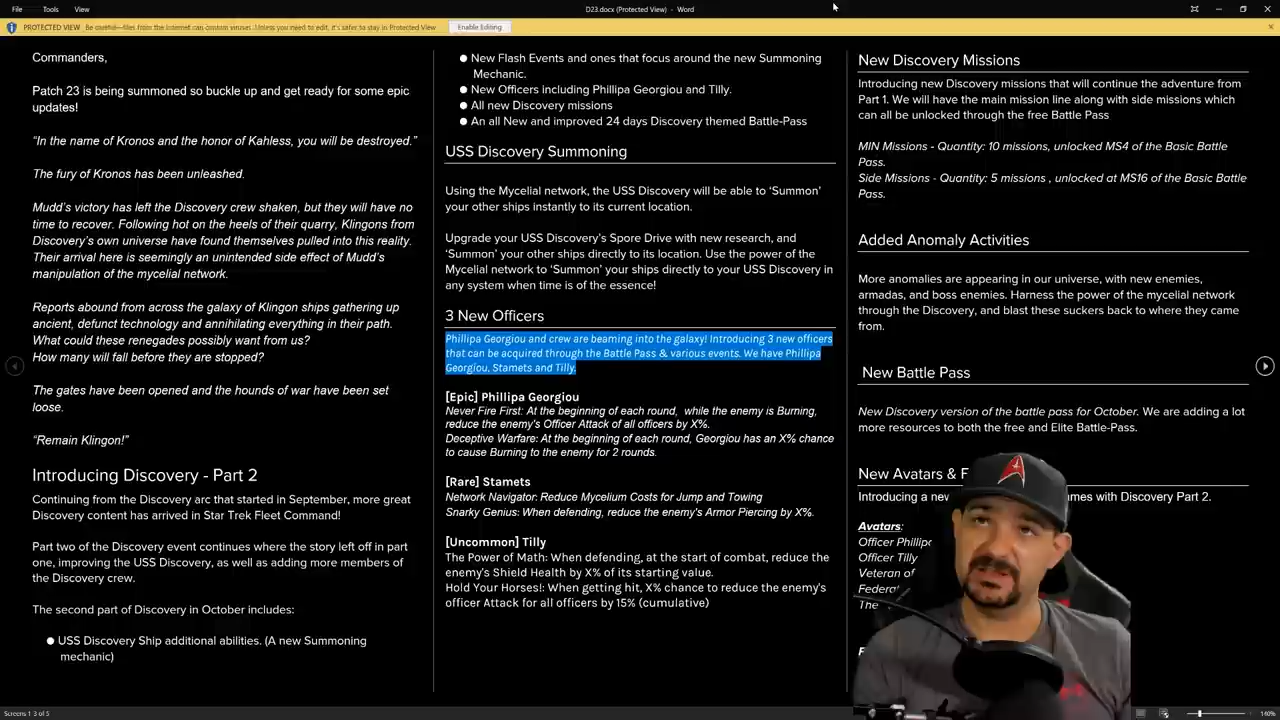 File Tools View
D23.docx (Protected View) - Word
PROTECTED VIEW Be careful—files from the Internet can contain viruses. Unless you need to edit, it's safer to stay in Protected View. Enable Editing
Commanders,
Patch 23 is being summoned so buckle up and get ready for some epic
updates!
“In the name of Kronos and the honor of Kahless, you will be destroyed.”
The fury of Kronos has been unleashed.
Mudd’s victory has left the Discovery crew shaken, but they will have no
time to recover. Following hot on the heels of their quarry, Klingons from
Discovery’s own universe have found themselves pulled into this reality.
Their arrival here is seemingly an unintended side effect of Mudd’s
manipulation of the mycelial network.
Reports abound from across the galaxy of Klingon ships gathering up
ancient, defunct technology and annihilating everything in their path.
What could these renegades possibly want from us?
How many will fall before they are stopped?
The gates have been opened and the hounds of war have been set
loose.
“Remain Klingon!”
Introducing Discovery - Part 2
Continuing from the Discovery arc that started in September, more great
Discovery content has arrived in Star Trek Fleet Command!
Part two of the Discovery event continues where the story left off in part
one, improving the USS Discovery, as well as adding more members of
the Discovery crew.
The second part of Discovery in October includes:
● USS Discovery Ship additional abilities. (A new Summoning
mechanic)
● New Flash Events and ones that focus around the new Summoning
Mechanic.
● New Officers including Phillipa Georgiou and Tilly.
● All new Discovery missions
● An all New and improved 24 days Discovery themed Battle-Pass
USS Discovery Summoning
Using the Mycelial network, the USS Discovery will be able to ‘Summon’
your other ships instantly to its current location.
Upgrade your USS Discovery’s Spore Drive with new research, and
‘Summon’ your other ships directly to its location. Use the power of the
Mycelial network to ‘Summon’ your ships directly to your USS Discovery in
any system when time is of the essence!
3 New Officers
Phillipa Georgiou and crew are beaming into the galaxy! Introducing 3 new officers
that can be acquired through the Battle Pass & various events. We have Phillipa
Georgiou, Stamets and Tilly.
[Epic] Phillipa Georgiou
Never Fire First: At the beginning of each round, while the enemy is Burning,
reduce the enemy's Officer Attack of all officers by X%.
Deceptive Warfare: At the beginning of each round, Georgiou has an X% chance
to cause Burning to the enemy for 2 rounds.
[Rare] Stamets
Network Navigator: Reduce Mycelium Costs for Jump and Towing
Snarky Genius: When defending, reduce the enemy's Armor Piercing by X%.
[Uncommon] Tilly
The Power of Math: When defending, at the start of combat, reduce the
enemy's Shield Health by X% of its starting value.
Hold Your Horses!: When getting hit, X% chance to reduce the enemy's
officer Attack for all officers by 15% (cumulative)
New Discovery Missions
Introducing new Discovery missions that will continue the adventure from
Part 1. We will have the main mission line along with side missions which
can all be unlocked through the free Battle Pass
MIN Missions - Quantity: 10 missions, unlocked MS4 of the Basic Battle
Pass.
Side Missions - Quantity: 5 missions , unlocked at MS16 of the Basic Battle
Pass.
Added Anomaly Activities
More anomalies are appearing in our universe, with new enemies,
armadas, and boss enemies. Harness the power of the mycelial network
through the Discovery, and blast these suckers back to where they came
from.
New Battle Pass
New Discovery version of the battle pass for October. We are adding a lot
more resources to both the free and Elite Battle-Pass.
New Avatars & F
Introducing a new ames with Discovery Part 2.
Avatars:
Officer Phillip
Officer Tilly
Veteran of
Federa
The
Screens 1-3 of 5
140%